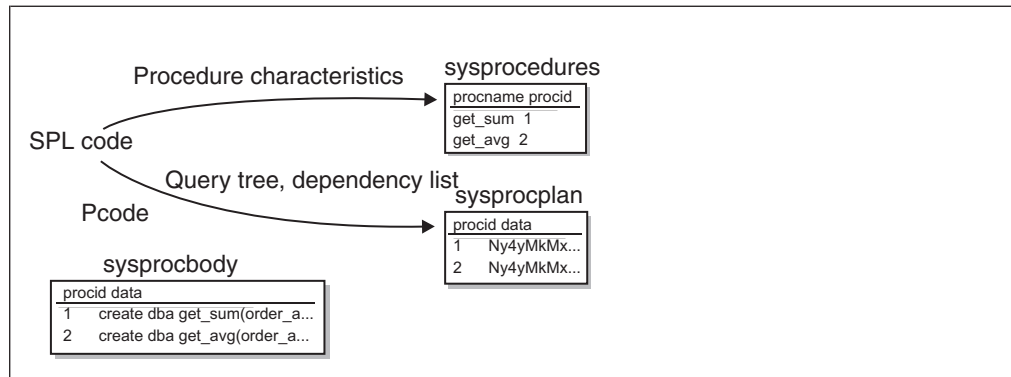 Procedure characteristics
sysprocedures
procname procid
get_sum 1
get_avg 2
SPL code
Query tree, dependency list
Pcode
sysprocplan
procid data
1 Ny4yMkMx...
2 Ny4yMkMx...
sysprocbody
procid data
1 create dba get_sum(order_a...
2 create dba get_avg(order_a...